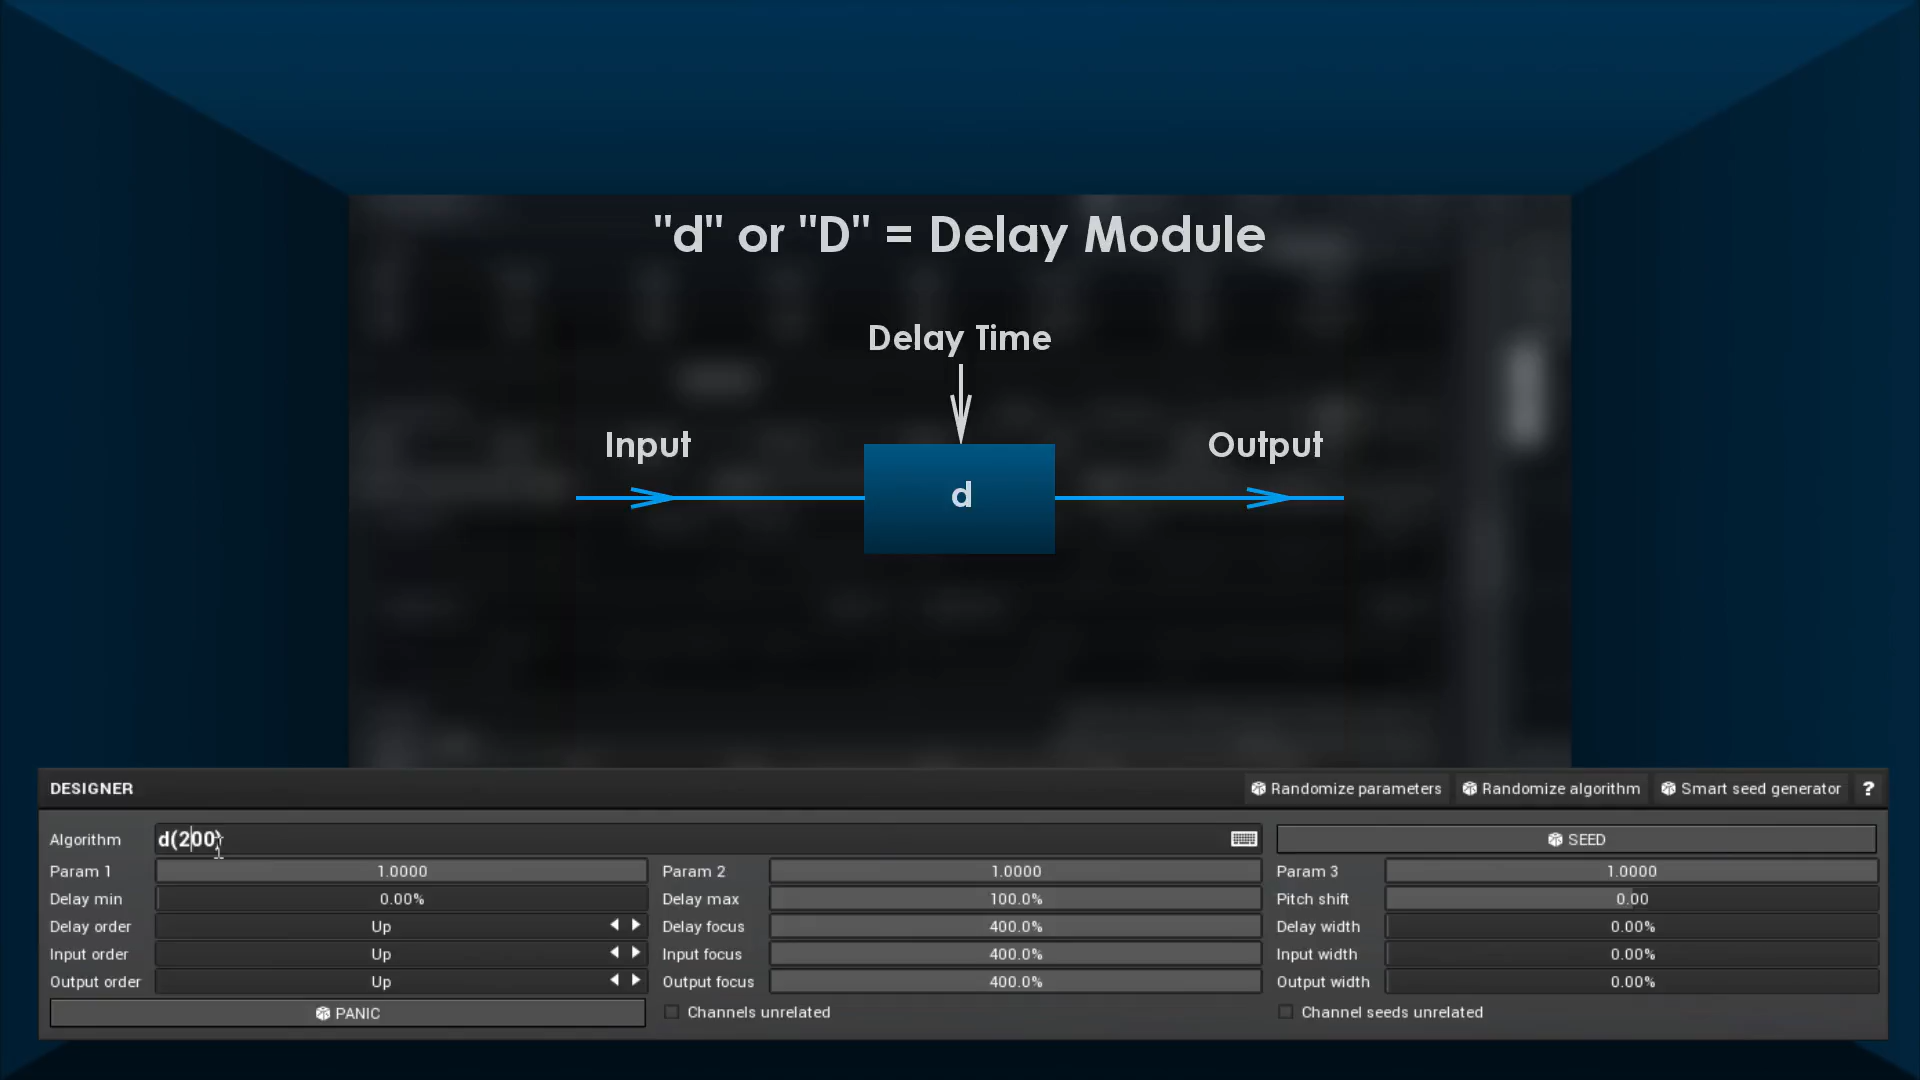 "d" or "D" = Delay Module
Delay Time
Input
Output
d
DESIGNER
Randomize parameters
Randomize algorithm
Smart seed generator
?
Algorithm
d(200)
SEED
Param 1
1.0000
Param 2
1.0000
Param 3
1.0000
Delay min
0.00%
Delay max
100.0%
Pitch shift
0.00
Delay order
Up
Delay focus
400.0%
Delay width
0.00%
Input order
Up
Input focus
400.0%
Input width
0.00%
Output order
Up
Output focus
400.0%
Output width
0.00%
PANIC
Channels unrelated
Channel seeds unrelated